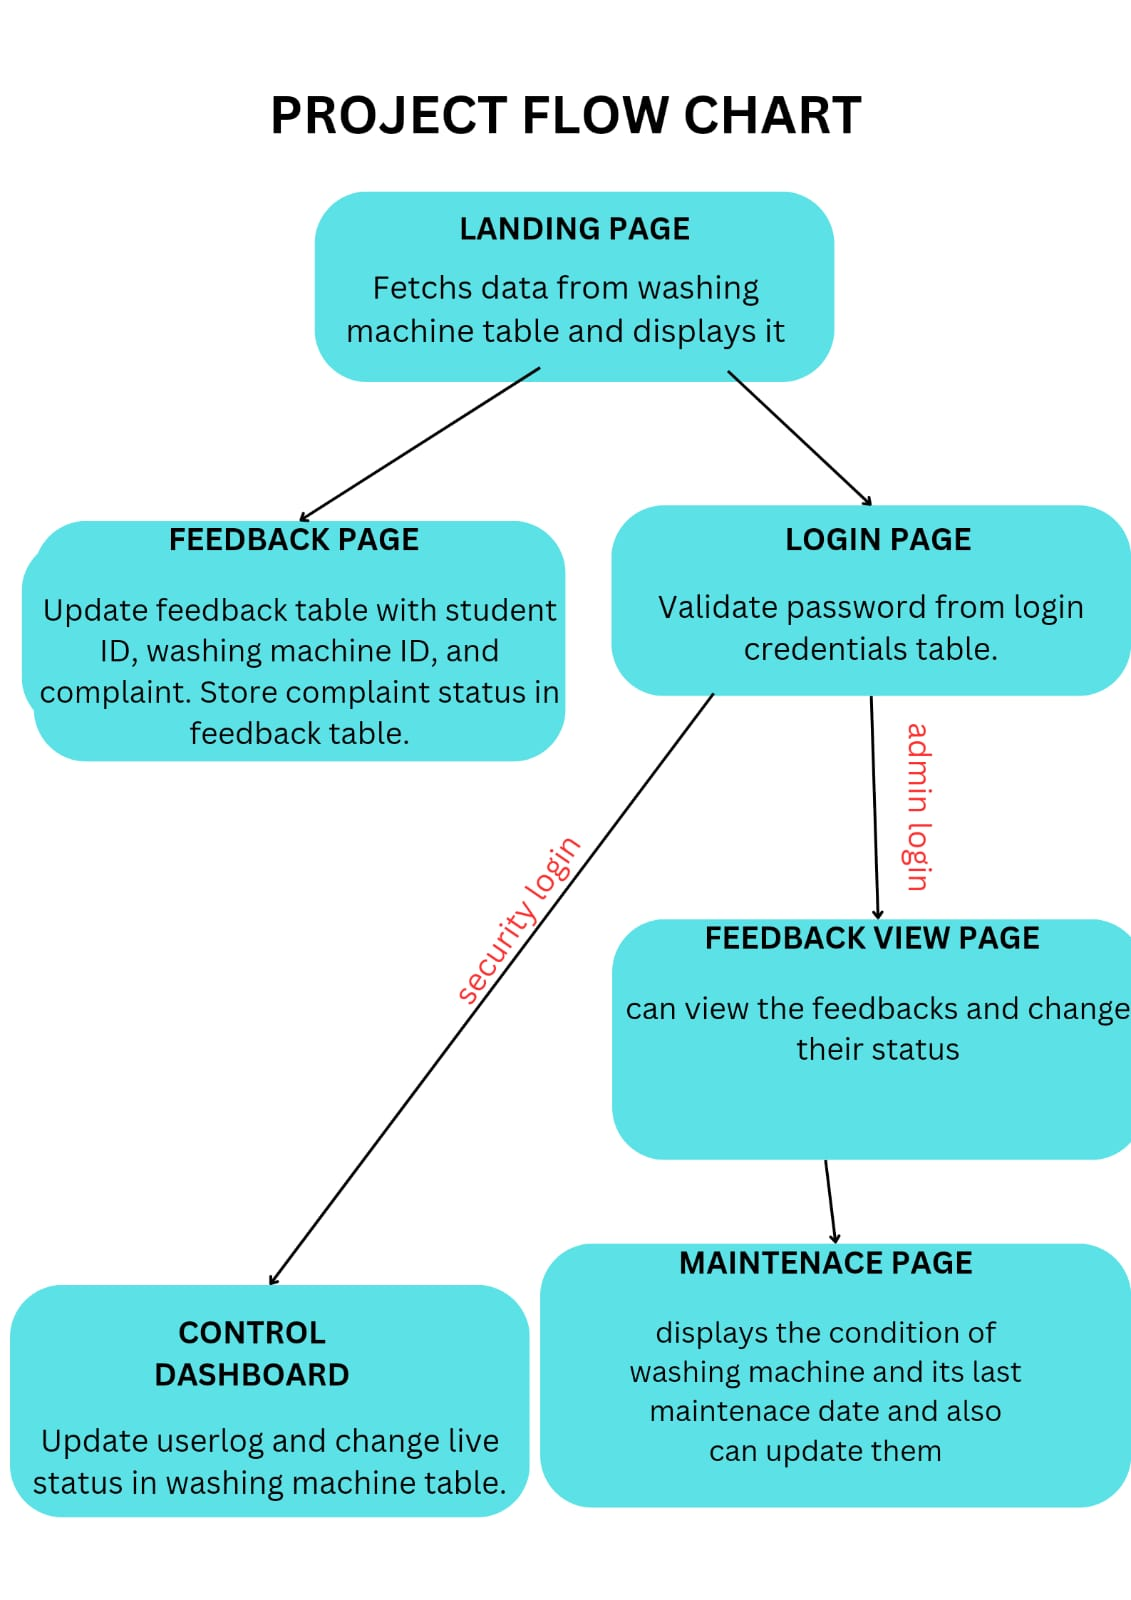 PROJECT FLOW CHART
LANDING PAGE
Fetchs data from washing
machine table and displays it
FEEDBACK PAGE
Update feedback table with student
ID, washing machine ID, and
complaint. Store complaint status in
feedback table.
LOGIN PAGE
Validate password from login
credentials table.
security login
admin login
FEEDBACK VIEW PAGE
can view the feedbacks and change
their status
CONTROL
DASHBOARD
Update userlog and change live
status in washing machine table.
MAINTENACE PAGE
displays the condition of
washing machine and its last
maintenace date and also
can update them